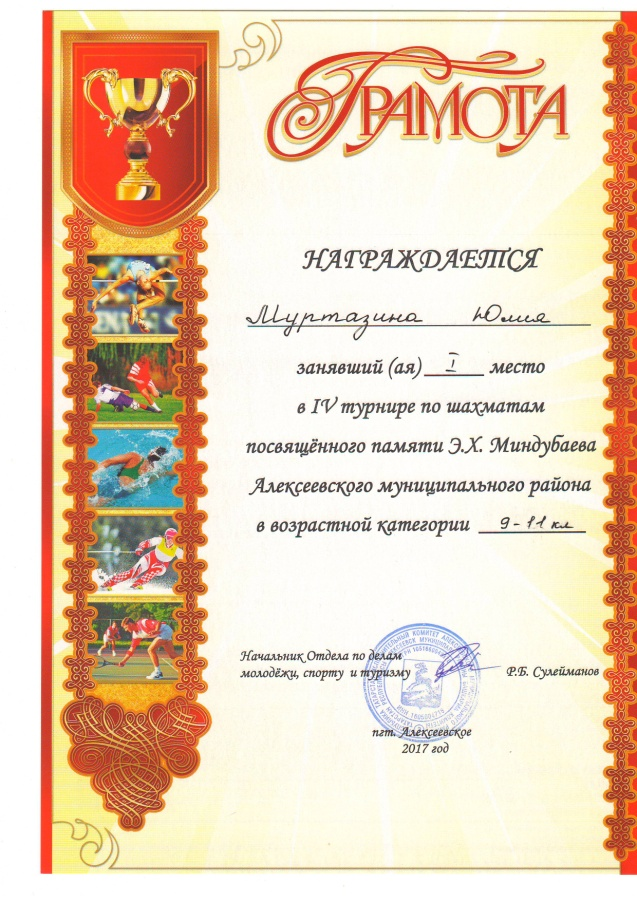 ГРАМОТА
НАГРАЖДАЕТСЯ
Муртазина Юлия
занявший (ая) I место
в IV турнире по шахматам
посвящённого памяти Э.Х. Миндубаева
Алексеевского муниципального района
в возрастной категории 9-11 кл
Начальник Отдела по делам
молодёжи, спорту и туризму Р.Б. Сулейманов
пгт. Алексеевское
2017 год